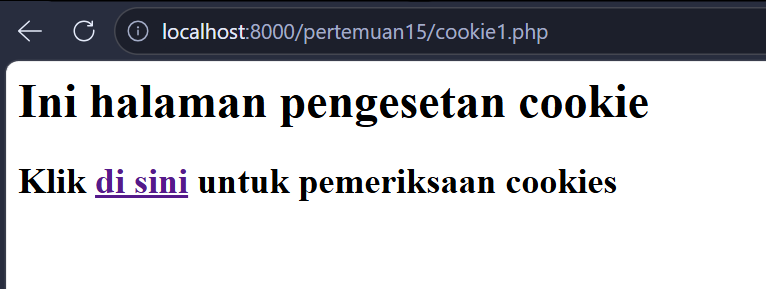 localhost:8000/pertemuan15/cookie1.php
Ini halaman pengesetan cookie
Klik di sini untuk pemeriksaan cookies